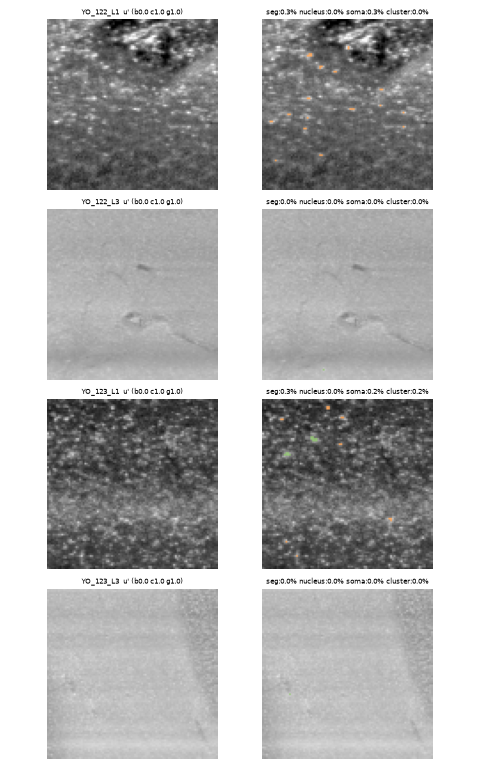 YO_122_L1 u' (b0.0 c1.0 g1.0)
seg:0.3% nucleus:0.0% soma:0.3% cluster:0.0%
YO_122_L3 u' (b0.0 c1.0 g1.0)
seg:0.0% nucleus:0.0% soma:0.0% cluster:0.0%
YO_123_L1 u' (b0.0 c1.0 g1.0)
seg:0.3% nucleus:0.0% soma:0.2% cluster:0.2%
YO_123_L3 u' (b0.0 c1.0 g1.0)
seg:0.0% nucleus:0.0% soma:0.0% cluster:0.0%